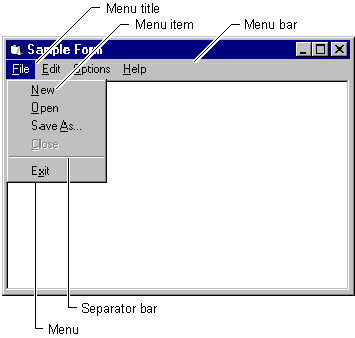 Menu title
Menu item
Menu bar
Sample Form
File Edit Options Help
New
Open
Save As...
Close
Exit
Separator bar
Menu